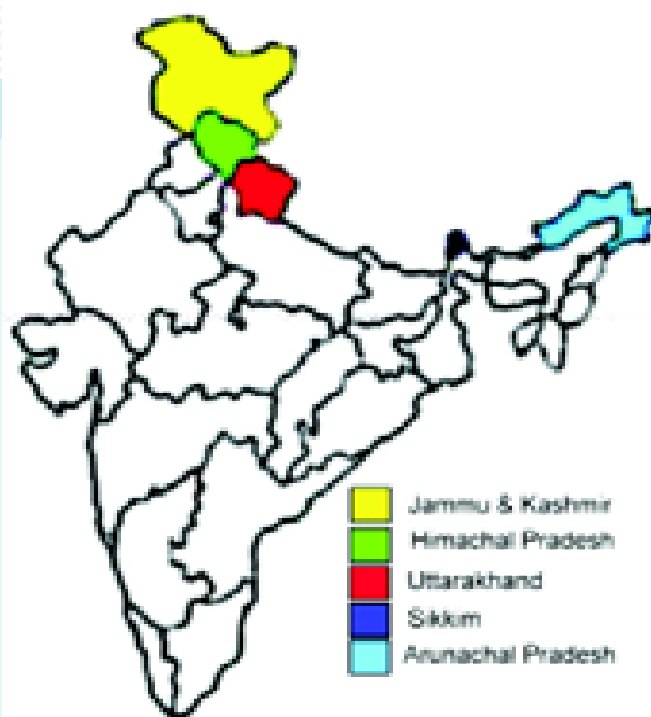 Jammu & Kashmir
Himachal Pradesh
Uttarakhand
Sikkim
Arunachal Pradesh